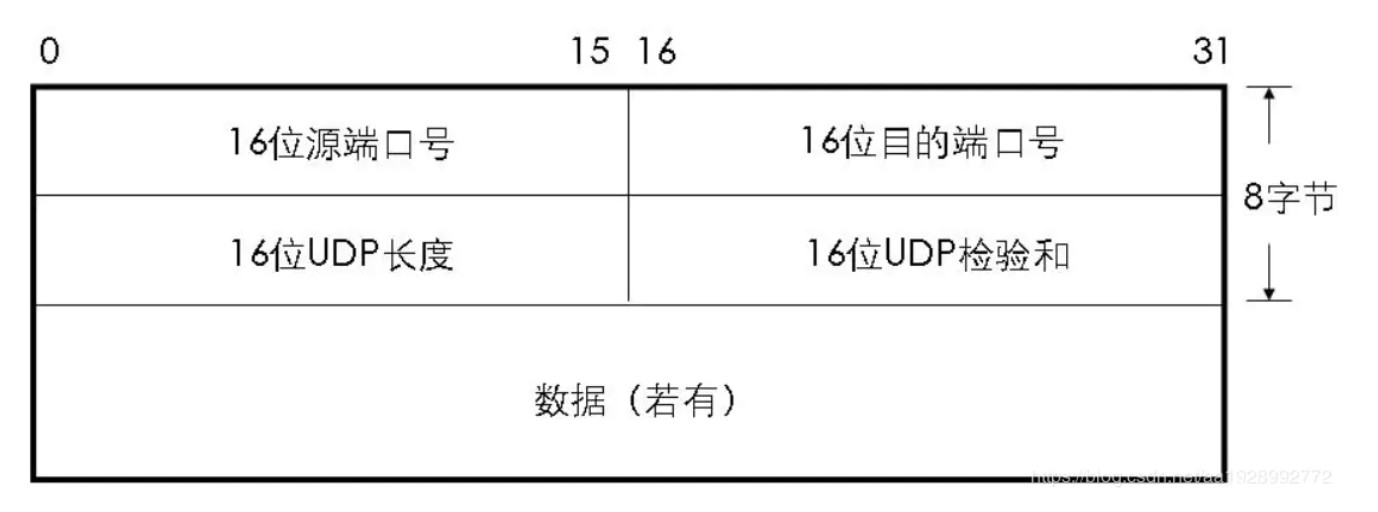 0 15 16 31
16位源端口号 16位目的端口号
8字节
16位UDP长度 16位UDP检验和
数据（若有）
https://blog.csdn.net/aa1928992772